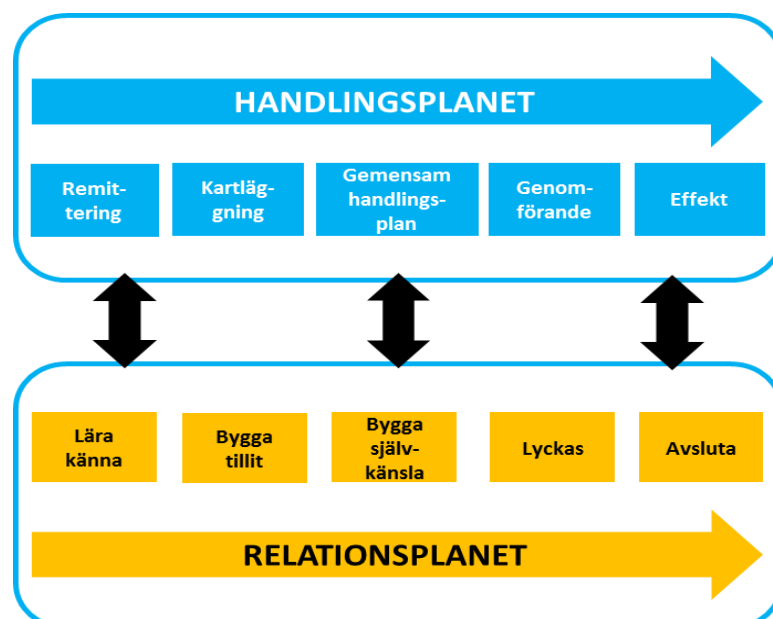 HANDLINGSPLANET
Remit-
tering
Kartläg-
gning
Gemensam
handlings-
plan
Genom-
förande
Effekt
Lära
känna
Bygga
tillit
Bygga
själv-
känsla
Lyckas
Avsluta
RELATIONSPLANET